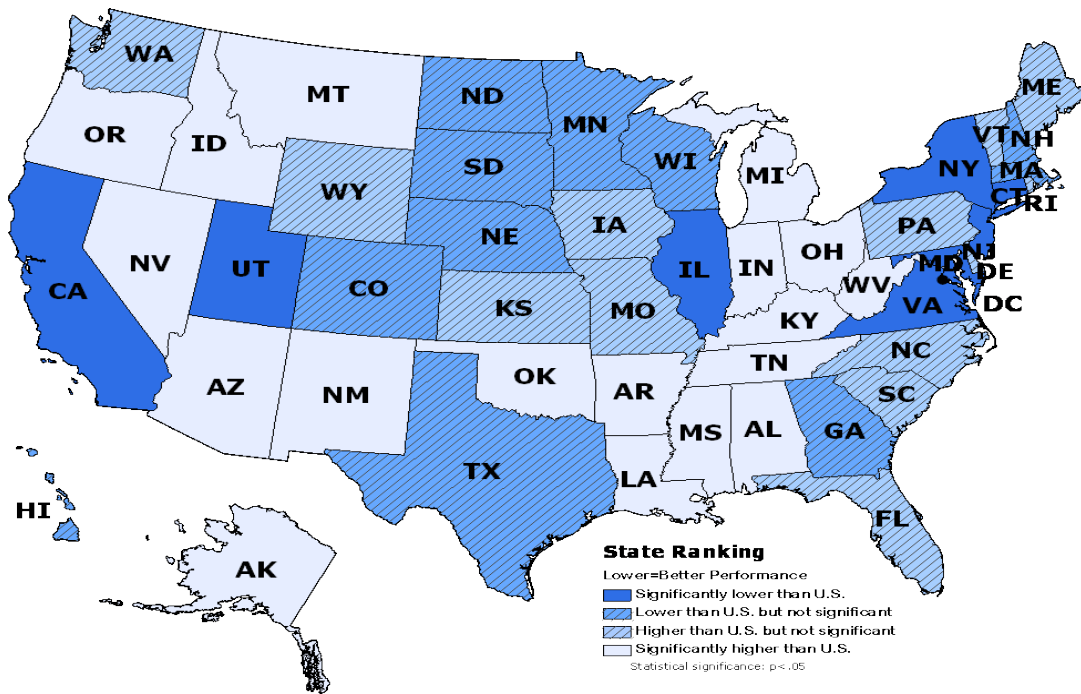 WA
ME
MT
ND
VT
NH
MN
OR
ID
SD
WI
NY
MA
MI
CT
RI
WY
IA
PA
NE
NJ
OH
MD
DE
NV
UT
IL
IN
CA
CO
WV
VA
DC
KS
MO
KY
NC
TN
OK
AZ
NM
AR
SC
MS
AL
GA
TX
LA
HI
FL
AK
State Ranking
Lower=Better Performance
Significantly lower than U.S.
Lower than U.S. but not significant
Higher than U.S. but not significant
Significantly higher than U.S.
Statistical significance: p<.05